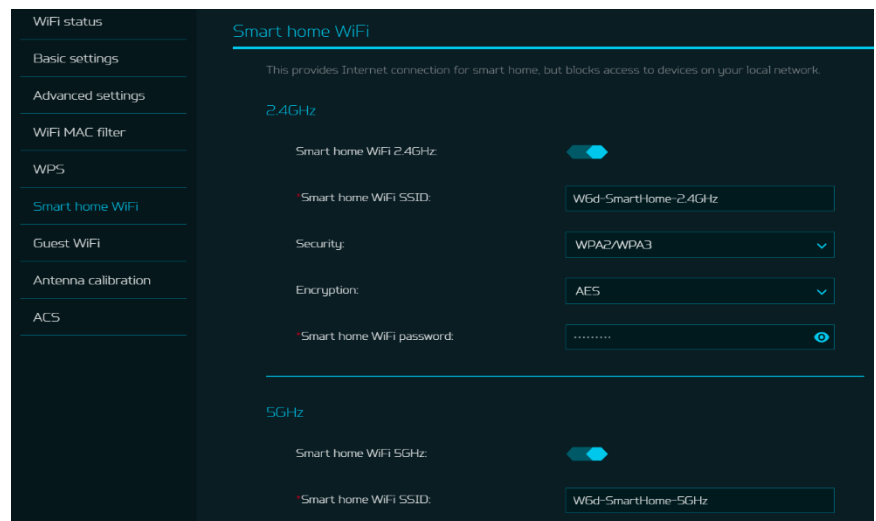 WiFi status
Basic settings
Advanced settings
WiFi MAC filter
WPS
Smart home WiFi
Guest WiFi
Antenna calibration
ACS
Smart home WiFi
This provides Internet connection for smart home, but blocks access to devices on your local network.
2.4GHz
Smart home WiFi 2.4GHz:
*Smart home WiFi SSID: W6d-SmartHome-2.4GHz
Security: WPA2/WPA3
Encryption: AES
*Smart home WiFi password: ·········
5GHz
Smart home WiFi 5GHz:
*Smart home WiFi SSID: W6d-SmartHome-5GHz